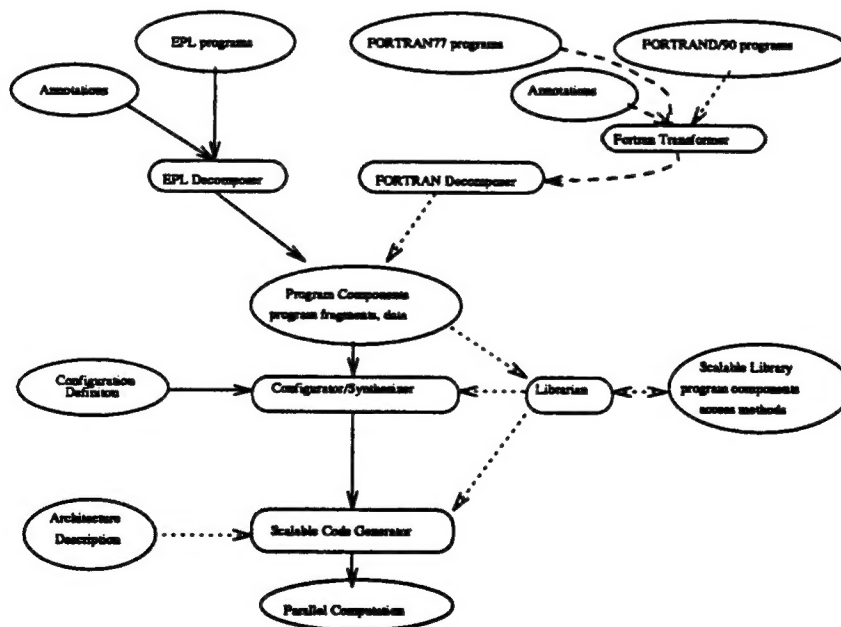 EPL programs
FORTRAN77 programs
FORTRAND/90 programs
Annotations
Annotations
Fortran Transformer
EPL Decomposer
FORTRAN Decomposer
Program Components
program fragments, data
Configuration
Definition
Configurator/Synthesizer
Librarian
Scalable Library
program components
access methods
Architecture
Description
Scalable Code Generator
Parallel Computation